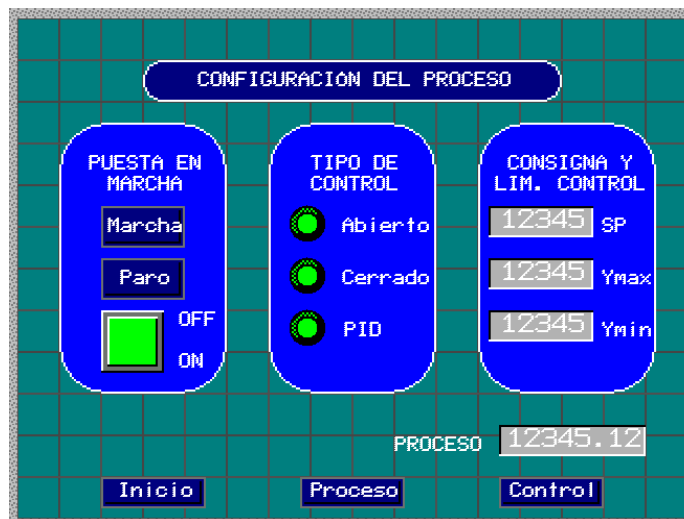 CONFIGURACION DEL PROCESO
PUESTA EN
MARCHA
Marcha
Paro
OFF
ON
TIPO DE
CONTROL
Abierto
Cerrado
PID
CONSIGNA Y
LIM. CONTROL
12345 SP
12345 Ymax
12345 Ymin
PROCESO 12345.12
Inicio
Proceso
Control